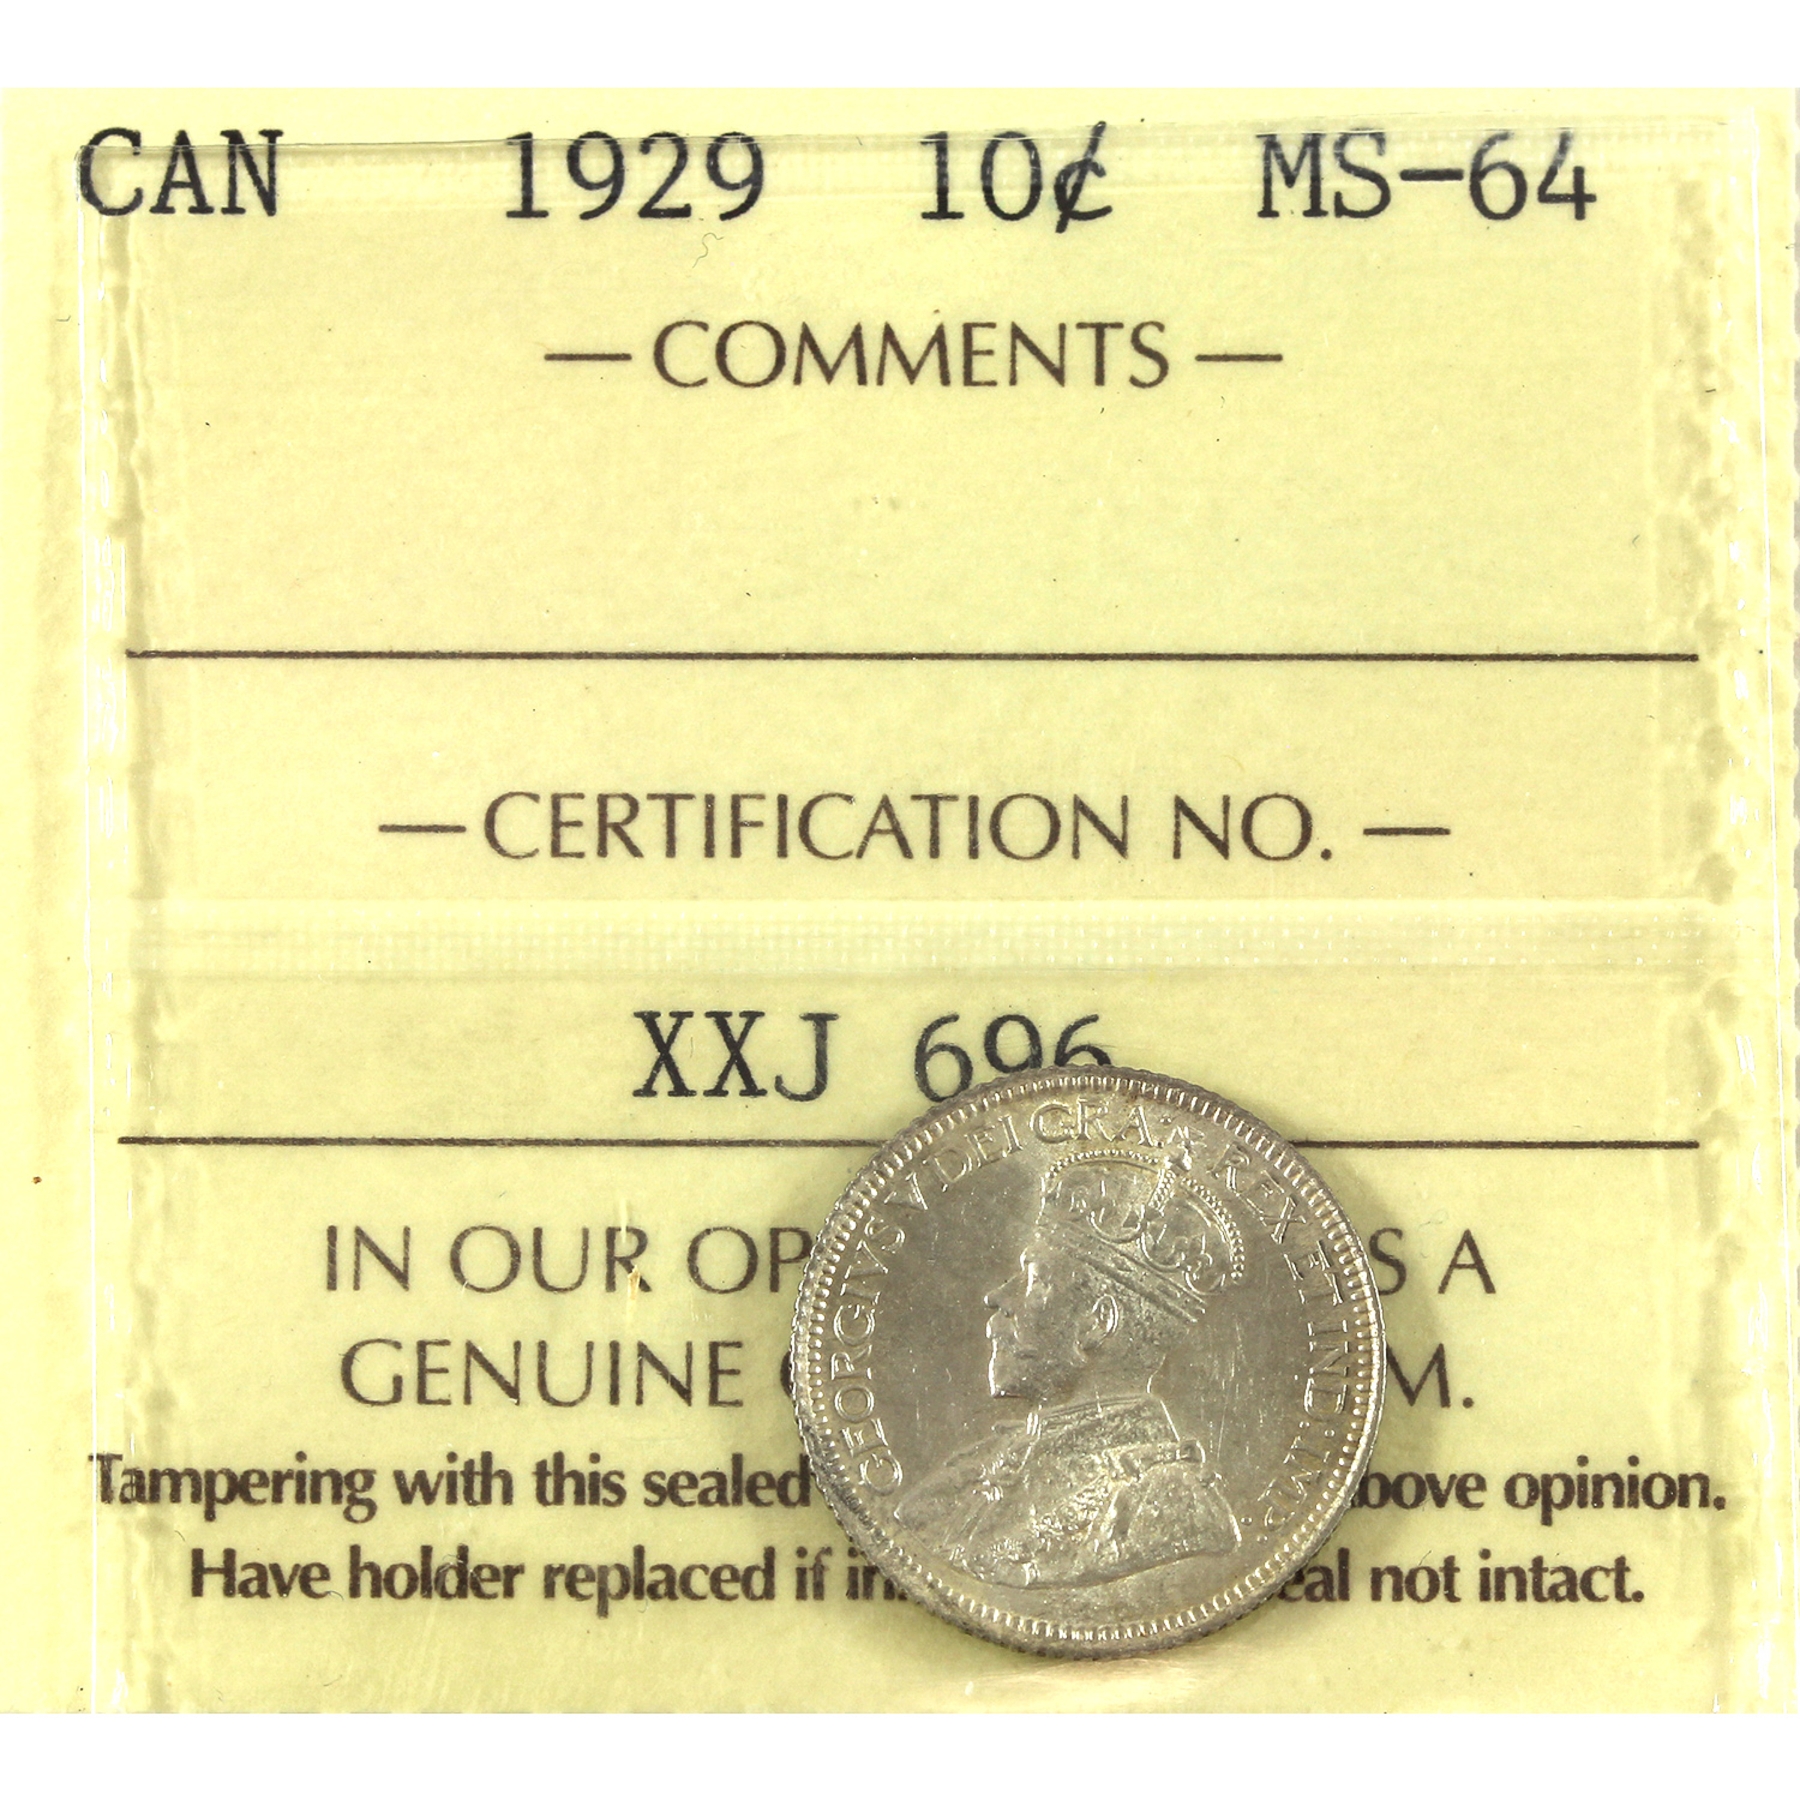 CAN 1929 10¢ MS-64
— COMMENTS —
— CERTIFICATION NO. —
XXJ 696
GEORGIVS V DEI GRA: REX ET IND: IMP:
IN OUR OP S A
GENUINE M.
Tampering with this sealed bove opinion.
Have holder replaced if in eal not intact.